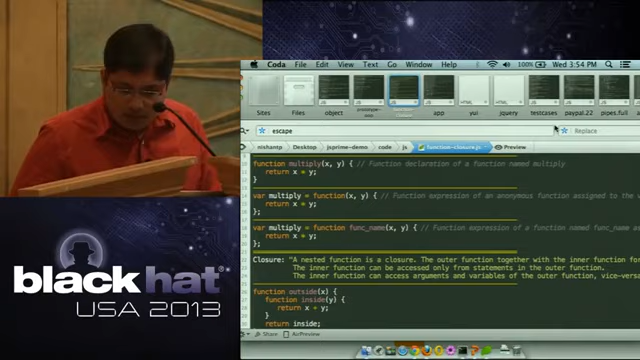 Coda File Edit View Text Go Window Help 100% Wed 3:54 PM
Sites Files object app yui jquery testcases paypal.22 pipes.full
escape Replace
nishantp Desktop jsprime-demo code js function-closure.js Preview
function multiply(x, y) { // Function declaration of a function named multiply
return x * y;
}
var multiply = function(x, y) { // Function expression of an anonymous function assigned to the v
return x * y;
};
var multiply = function func_name(x, y) { // Function expression of a function named func_name as
return x * y;
};
Closure: "A nested function is a closure. The outer function together with the inner function for
The inner function can be accessed only from statements in the outer function.
The inner function can access arguments and variables of the outer function, vice-versa
function outside(x) {
function inside(y) {
return x + y;
}
return inside;
Share AirPreview
black hat®
USA 2013